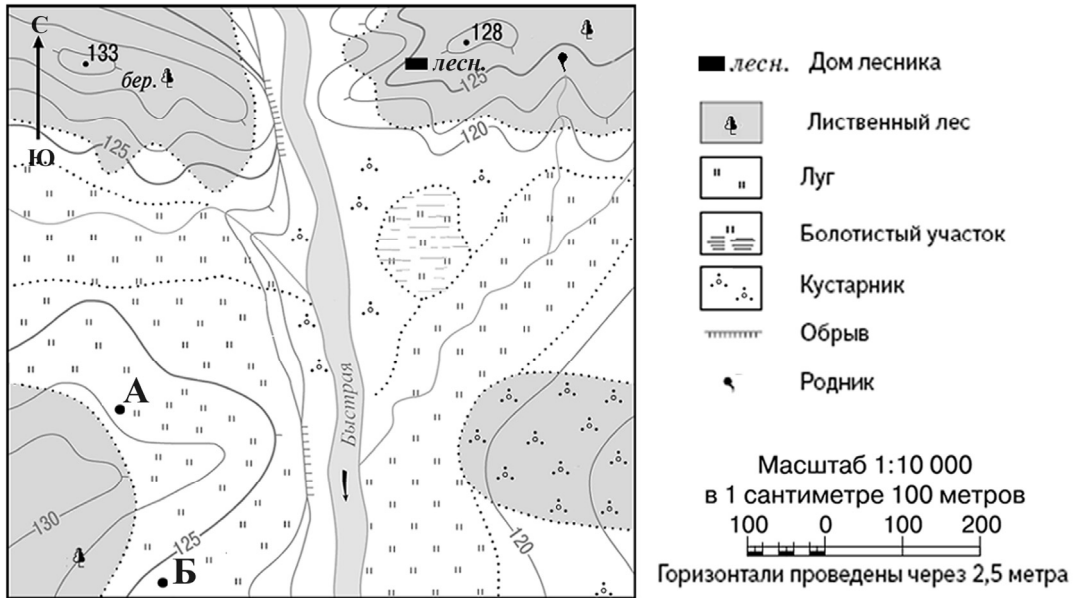 С
133
бер.
Ю
125
128
лесн.
125
120
А
Быстрая
130
125
Б
120
лесн. Дом лесника
Лиственный лес
Луг
Болотистый участок
Кустарник
Обрыв
Родник
Масштаб 1:10 000
в 1 сантиметре 100 метров
100 0 100 200
Горизонтали проведены через 2,5 метра